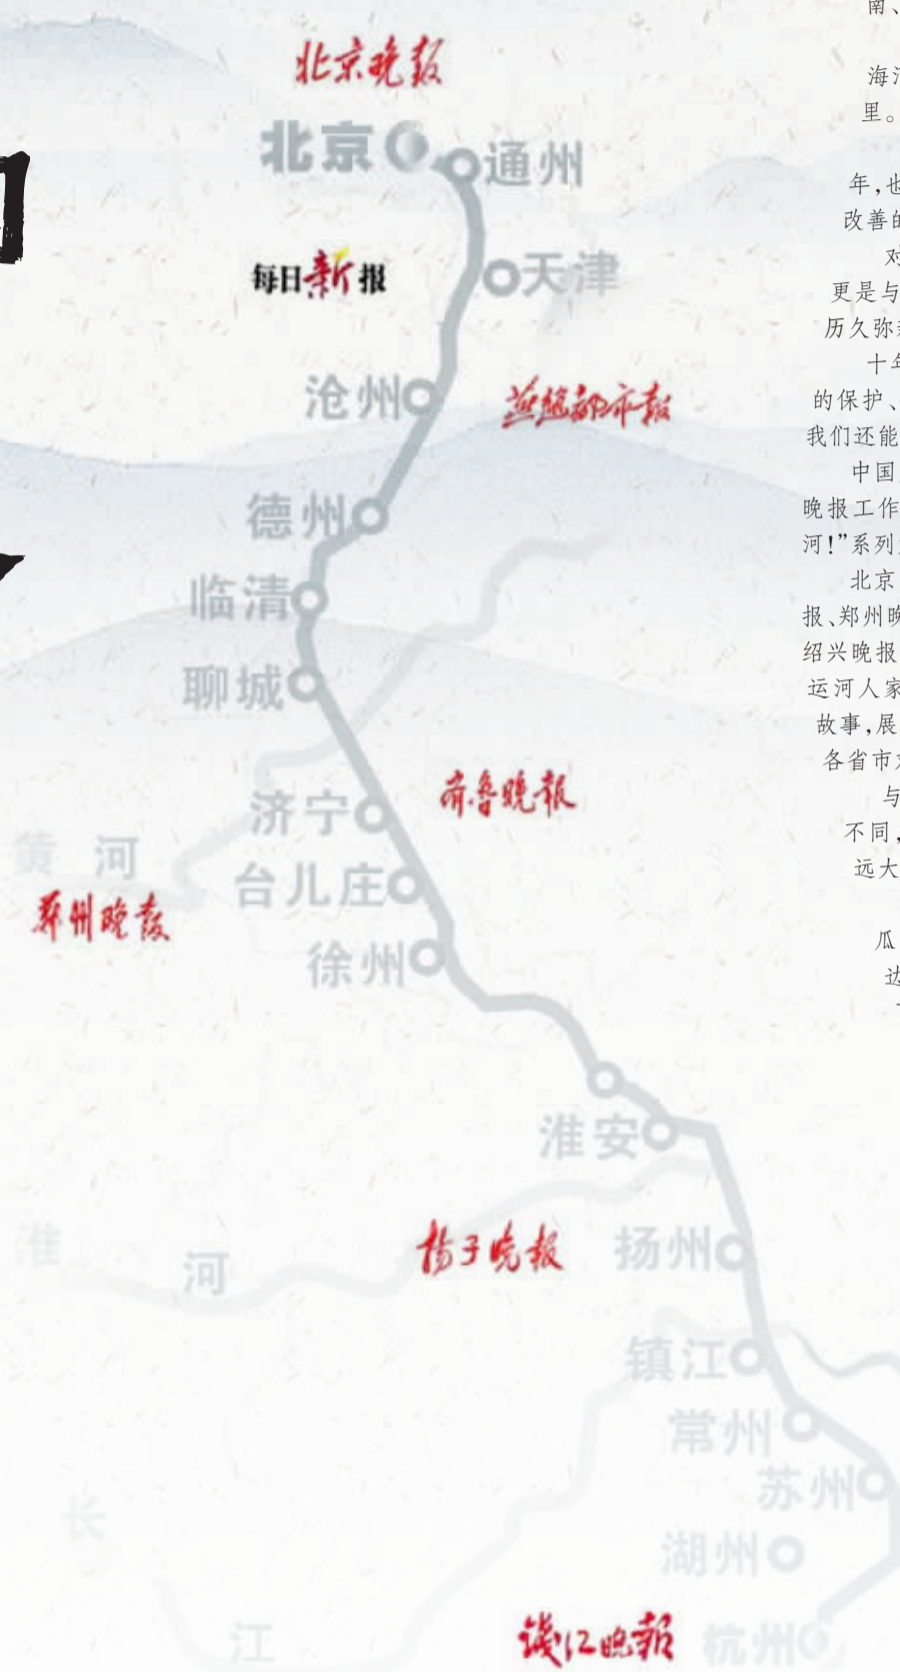 北京晚报
北京
通州
每日新报
天津
沧州
燕赵都市报
德州
临清
聊城
齐鲁晚报
济宁
黄河
台儿庄
郑州晚报
徐州
淮安
淮河
扬子晚报
扬州
镇江
常州
苏州
长江
湖州
钱江晚报
杭州
南、
海河
里。
年,也
改善的
对
更是与
历久弥
十年
的保护、
我们还能
中国
晚报工作
河!”系列
北京
报、郑州晚
绍兴晚报
运河人家
故事,展
各省市
与
不同,
远大
瓜
达